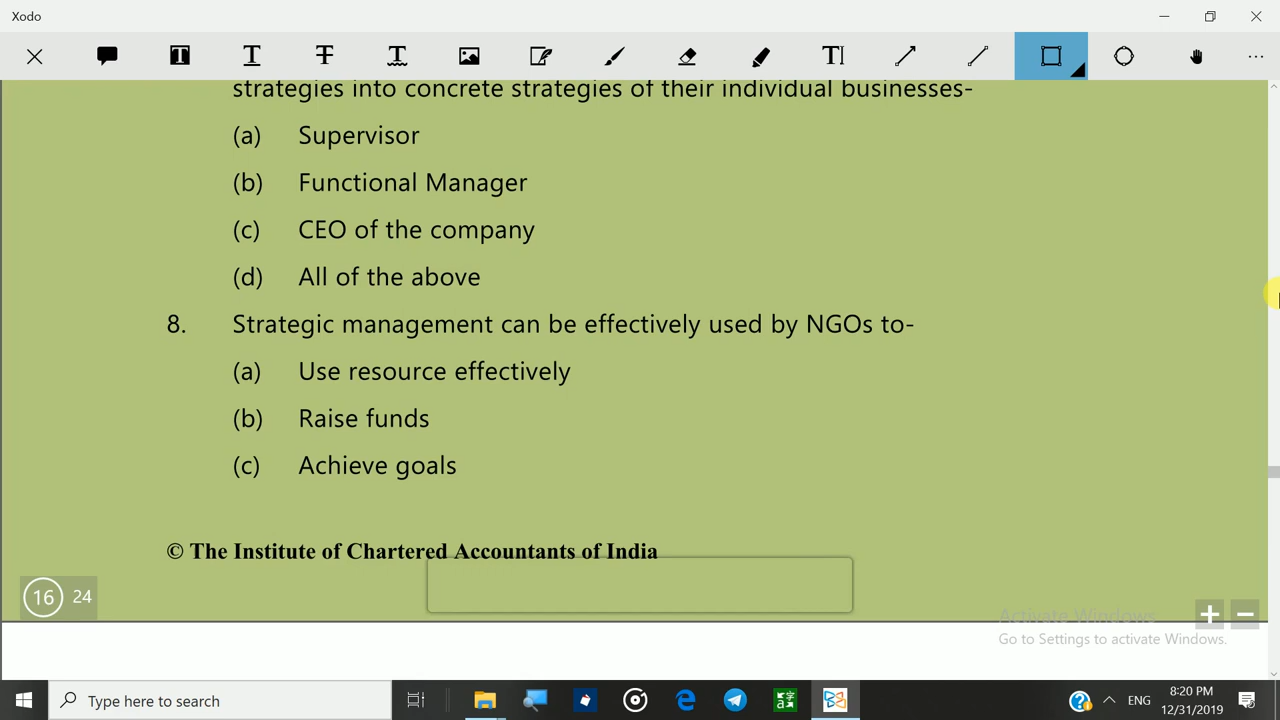 Xodo
strategies into concrete strategies of their individual businesses-
(a) Supervisor
(b) Functional Manager
(c) CEO of the company
(d) All of the above
8. Strategic management can be effectively used by NGOs to-
(a) Use resource effectively
(b) Raise funds
(c) Achieve goals
© The Institute of Chartered Accountants of India
16 24
Activate Windows
Go to Settings to activate Windows.
Type here to search
ENG
8:20 PM
12/31/2019